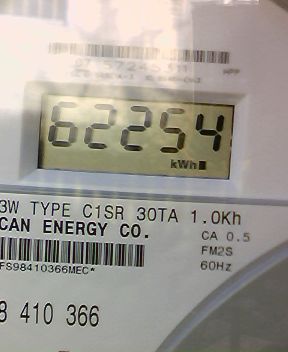 62254
kWh
3W TYPE C1SR 30TA 1.0Kh
CAN ENERGY CO.
CA 0.5
FM2S
60Hz
FS98410366MEC*
8 410 366